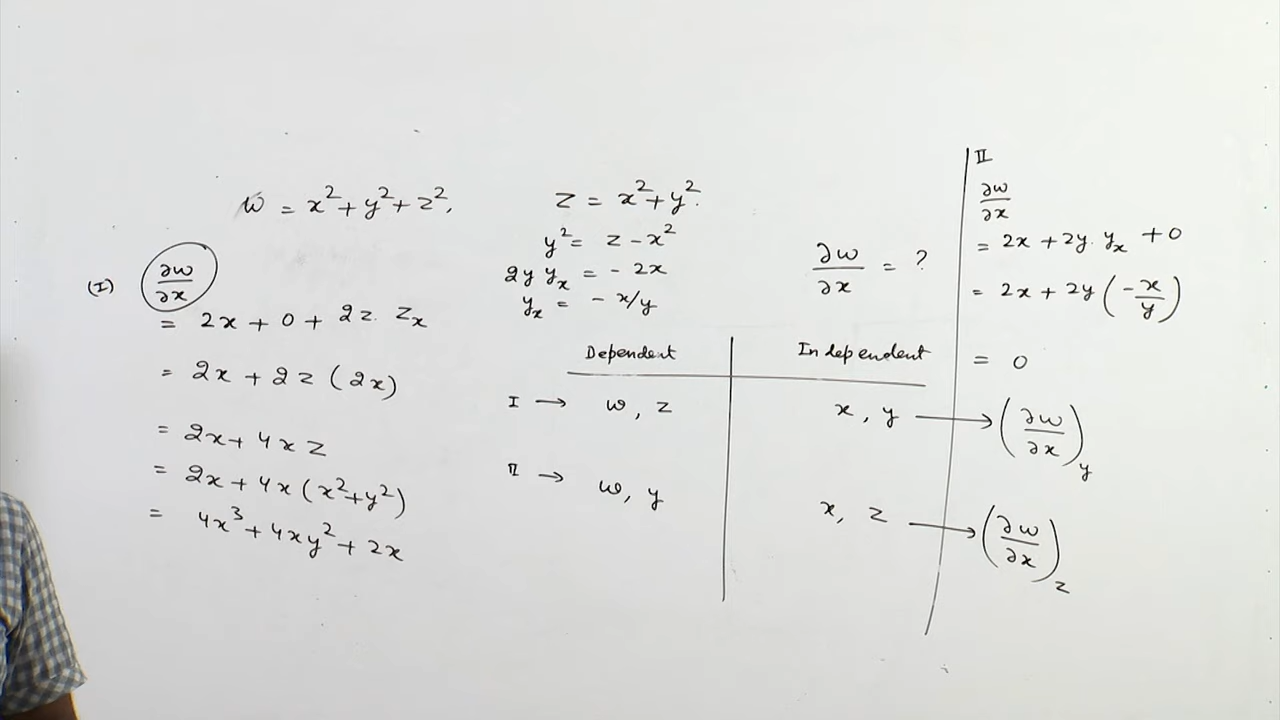 w = x² + y² + z², z = x² + y².
y² = z - x²
2y yₓ = - 2x
yₓ = - x/y
∂w/∂x = ?
(I) ∂w/∂x
= 2x + 0 + 2z. zₓ
= 2x + 2z (2x)
= 2x + 4x z
= 2x + 4x (x² + y²)
= 4x³ + 4xy² + 2x
Dependent Independent
I → w, z x, y → (∂w/∂x)_y
II → w, y x, z → (∂w/∂x)_z
II
∂w/∂x
= 2x + 2y. yₓ + 0
= 2x + 2y (-x/y)
= 0